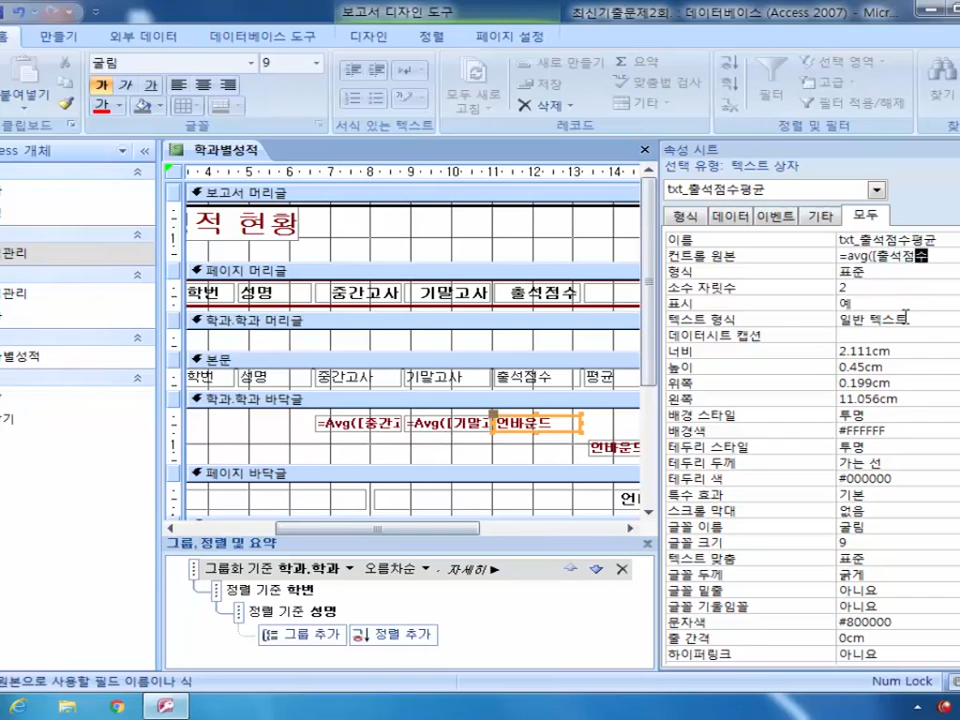 보고서 디자인 도구
최신기출문제2회. : 데이터베이스 (Access 2007) - Micr...
홈 만들기 외부 데이터 데이터베이스 도구 디자인 정렬 페이지 설정
굴림 9
붙여넣기
가 가 가
가
클립보드 글꼴 서식 있는 텍스트
모두 새로 고침
새로 만들기
저장
삭제
요약
맞춤법 검사
기타
레코드
필터
선택 영역
고급
필터 적용/해제
정렬 및 필터
찾기
ess 개체
관리
관리
별성적
기
학과별성적
4 5 6 7 8 9 10 11 12 13 14
보고서 머리글
적 현황
페이지 머리글
학번 성명 중간고사 기말고사 출석점수
학과.학과 머리글
본문
학번 성명 중간고사 기말고사 출석점수 평균
학과.학과 바닥글
=Avg([중간고 =Avg([기말고 언바운드
언바운드
페이지 바닥글
언
그룹, 정렬 및 요약
그룹화 기준 학과.학과 오름차순 , 자세히
정렬 기준 학번
정렬 기준 성명
그룹 추가 정렬 추가
속성 시트
선택 유형: 텍스트 상자
txt_출석점수평균
형식 데이터 이벤트 기타 모두
이름 txt_출석점수평균
컨트롤 원본 =avg([출석점수
형식 표준
소수 자릿수 2
표시 예
텍스트 형식 일반 텍스트
데이터시트 캡션
너비 2.111cm
높이 0.45cm
위쪽 0.199cm
왼쪽 11.056cm
배경 스타일 투명
배경색 #FFFFFF
테두리 스타일 투명
테두리 두께 가는 선
테두리 색 #000000
특수 효과 기본
스크롤 막대 없음
글꼴 이름 굴림
글꼴 크기 9
텍스트 맞춤 표준
글꼴 두께 굵게
글꼴 밑줄 아니요
글꼴 기울임꼴 아니요
문자색 #800000
줄 간격 0cm
하이퍼링크 아니요
원본으로 사용할 필드 이름이나 식
Num Lock